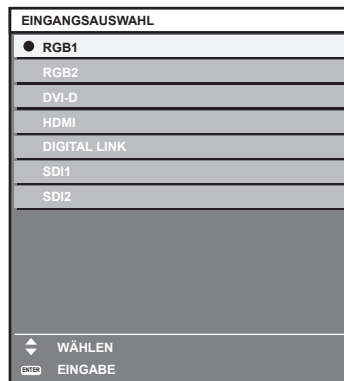 EINGANGSAUSWAHL
RGB1
RGB2
DVI-D
HDMI
DIGITAL LINK
SDI1
SDI2
WÄHLEN
ENTER EINGABE